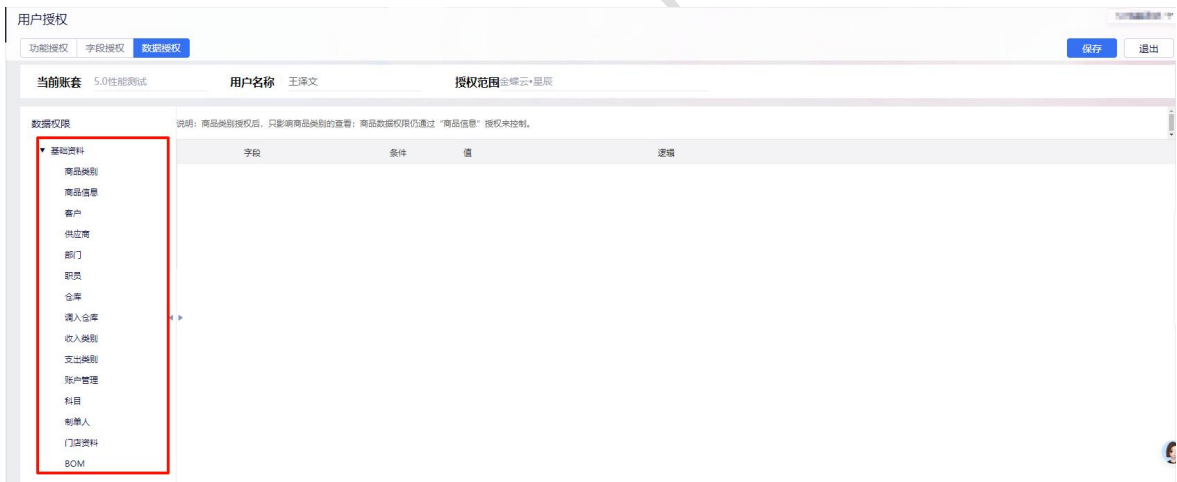 用户授权
功能授权 字段授权 数据授权 保存 退出
当前账套 5.0性能测试 用户名称 王泽文 授权范围 金蝶云•星辰
数据权限 说明：商品类别授权后，只影响商品类别的查看；商品数据权限仍通过“商品信息”授权来控制。
▼ 基础资料 字段 条件 值 逻辑
商品类别
商品信息
客户
供应商
部门
职员
仓库
调入仓库
收入类别
支出类别
账户管理
科目
制单人
门店资料
BOM